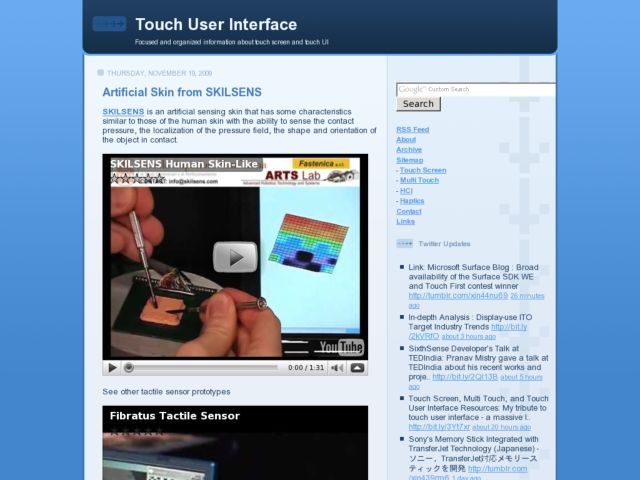 Touch User Interface
Focused and organized information about touch screen and touch UI
THURSDAY, NOVEMBER 19, 2009
Artificial Skin from SKILSENS
SKILSENS is an artificial sensing skin that has some characteristics
similar to those of the human skin with the ability to sense the contact
pressure, the localization of the pressure field, the shape and orientation of
the object in contact.
SKILSENS Human Skin-Like
CONTACT: info@skilsens.com
Fastenica s.r.l.
ARTS Lab
Advanced Robotics Technology and Systems
YouTube
0:00 / 1:31
See other tactile sensor prototypes
Fibratus Tactile Sensor
Google Custom Search
Search
RSS Feed
About
Archive
Sitemap
- Touch Screen
- Multi Touch
- HCI
- Haptics
Contact
Links
Twitter Updates
Link: Microsoft Surface Blog : Broad
availability of the Surface SDK WE
and Touch First contest winner
http://tumblr.com/xin44nu69 26 minutes
ago
In-depth Analysis : Display-use ITO
Target Industry Trends http://bit.ly
/2KVRfO about 3 hours ago
SixthSense Developer's Talk at
TEDIndia: Pranav Mistry gave a talk at
TEDIndia about his recent works and
proje.. http://bit.ly/2QI13B about 5 hours
ago
Touch Screen, Multi Touch, and Touch
User Interface Resources: My tribute to
touch user interface - a massive l..
http://bit.ly/3Yt7xr about 20 hours ago
Sony's Memory Stick Integrated with
TransferJet Technology (Japanese) -
ソニー，TransferJet対応メモリース
ティックを開発 http://tumblr.com
/xin439rm6 1 day ago